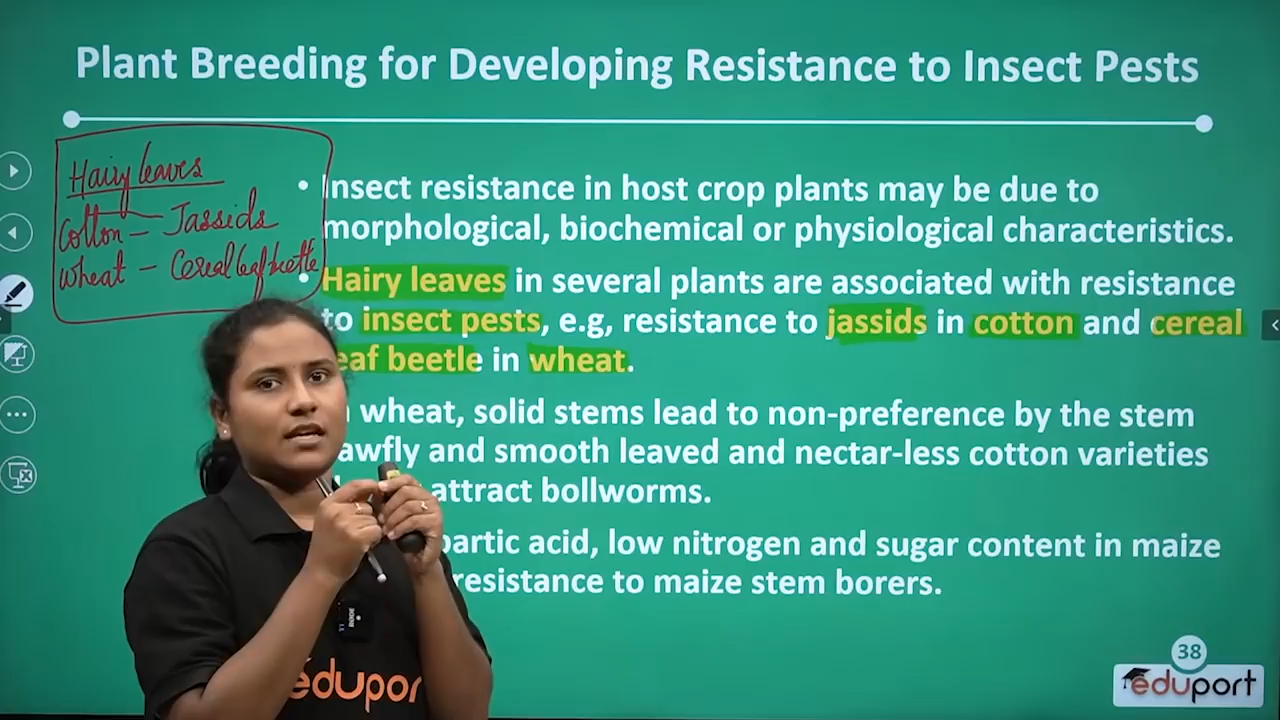 Plant Breeding for Developing Resistance to Insect Pests
Hairy leaves
Cotton – Jassids
Wheat – Cereal leaf beetle
• Insect resistance in host crop plants may be due to
morphological, biochemical or physiological characteristics.
• Hairy leaves in several plants are associated with resistance
to insect pests, e.g, resistance to jassids in cotton and cereal
eaf beetle in wheat.
wheat, solid stems lead to non-preference by the stem
awfly and smooth leaved and nectar-less cotton varieties
attract bollworms.
partic acid, low nitrogen and sugar content in maize
resistance to maize stem borers.
RØDE
édupor
38
éduport